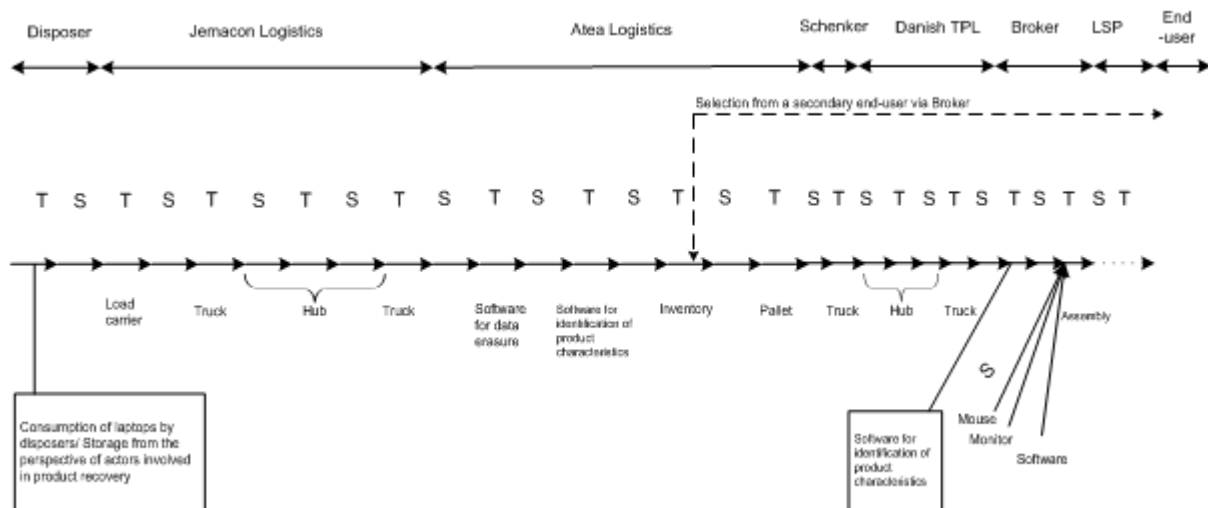 Disposer Jemacon Logistics Atea Logistics Schenker Danish TPL Broker LSP End
-user
Selection from a secondary end-user via Broker
T S T S T S T S T S T S T S T S T S T S T S T S T S T S T
Load
carrier
Truck
Hub
Truck
Software
for data
erasure
Software for
identification of
product
characteristics
Inventory
Pallet
Truck
Hub
Truck
Assembly
S
Mouse
Monitor
Software
Consumption of laptops by
disposers/ Storage from the
perspective of actors involved
in product recovery
Software for
identification of
product
characteristics